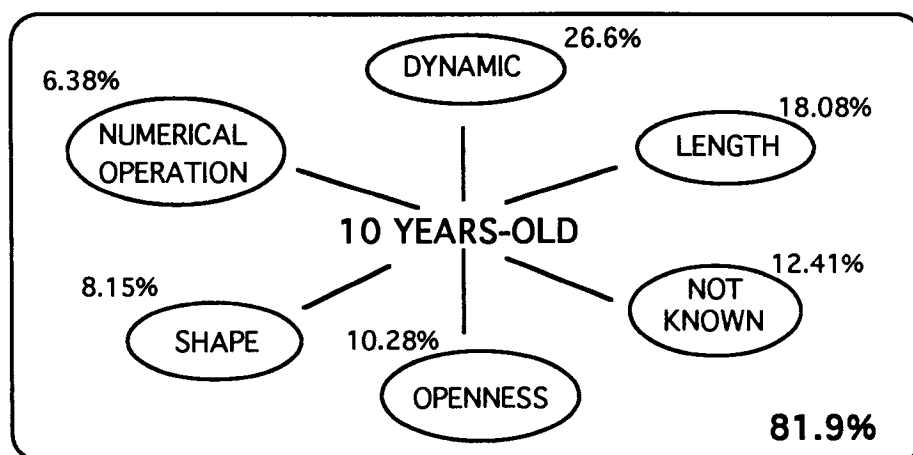 26.6%
DYNAMIC
6.38%
NUMERICAL
OPERATION
18.08%
LENGTH
10 YEARS-OLD
8.15%
SHAPE
10.28%
OPENNESS
12.41%
NOT
KNOWN
81.9%